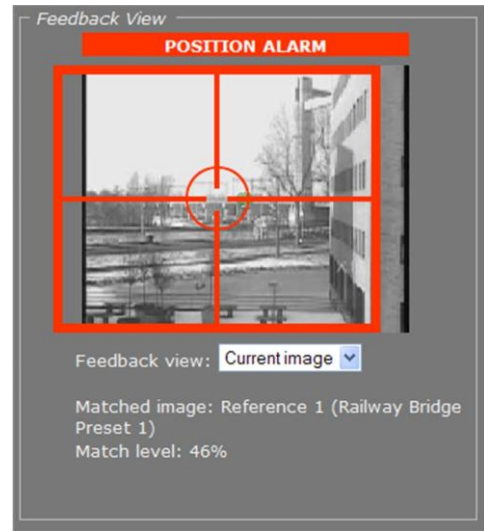 Feedback View
POSITION ALARM
Feedback view: Current image
Matched image: Reference 1 (Railway Bridge
Preset 1)
Match level: 46%